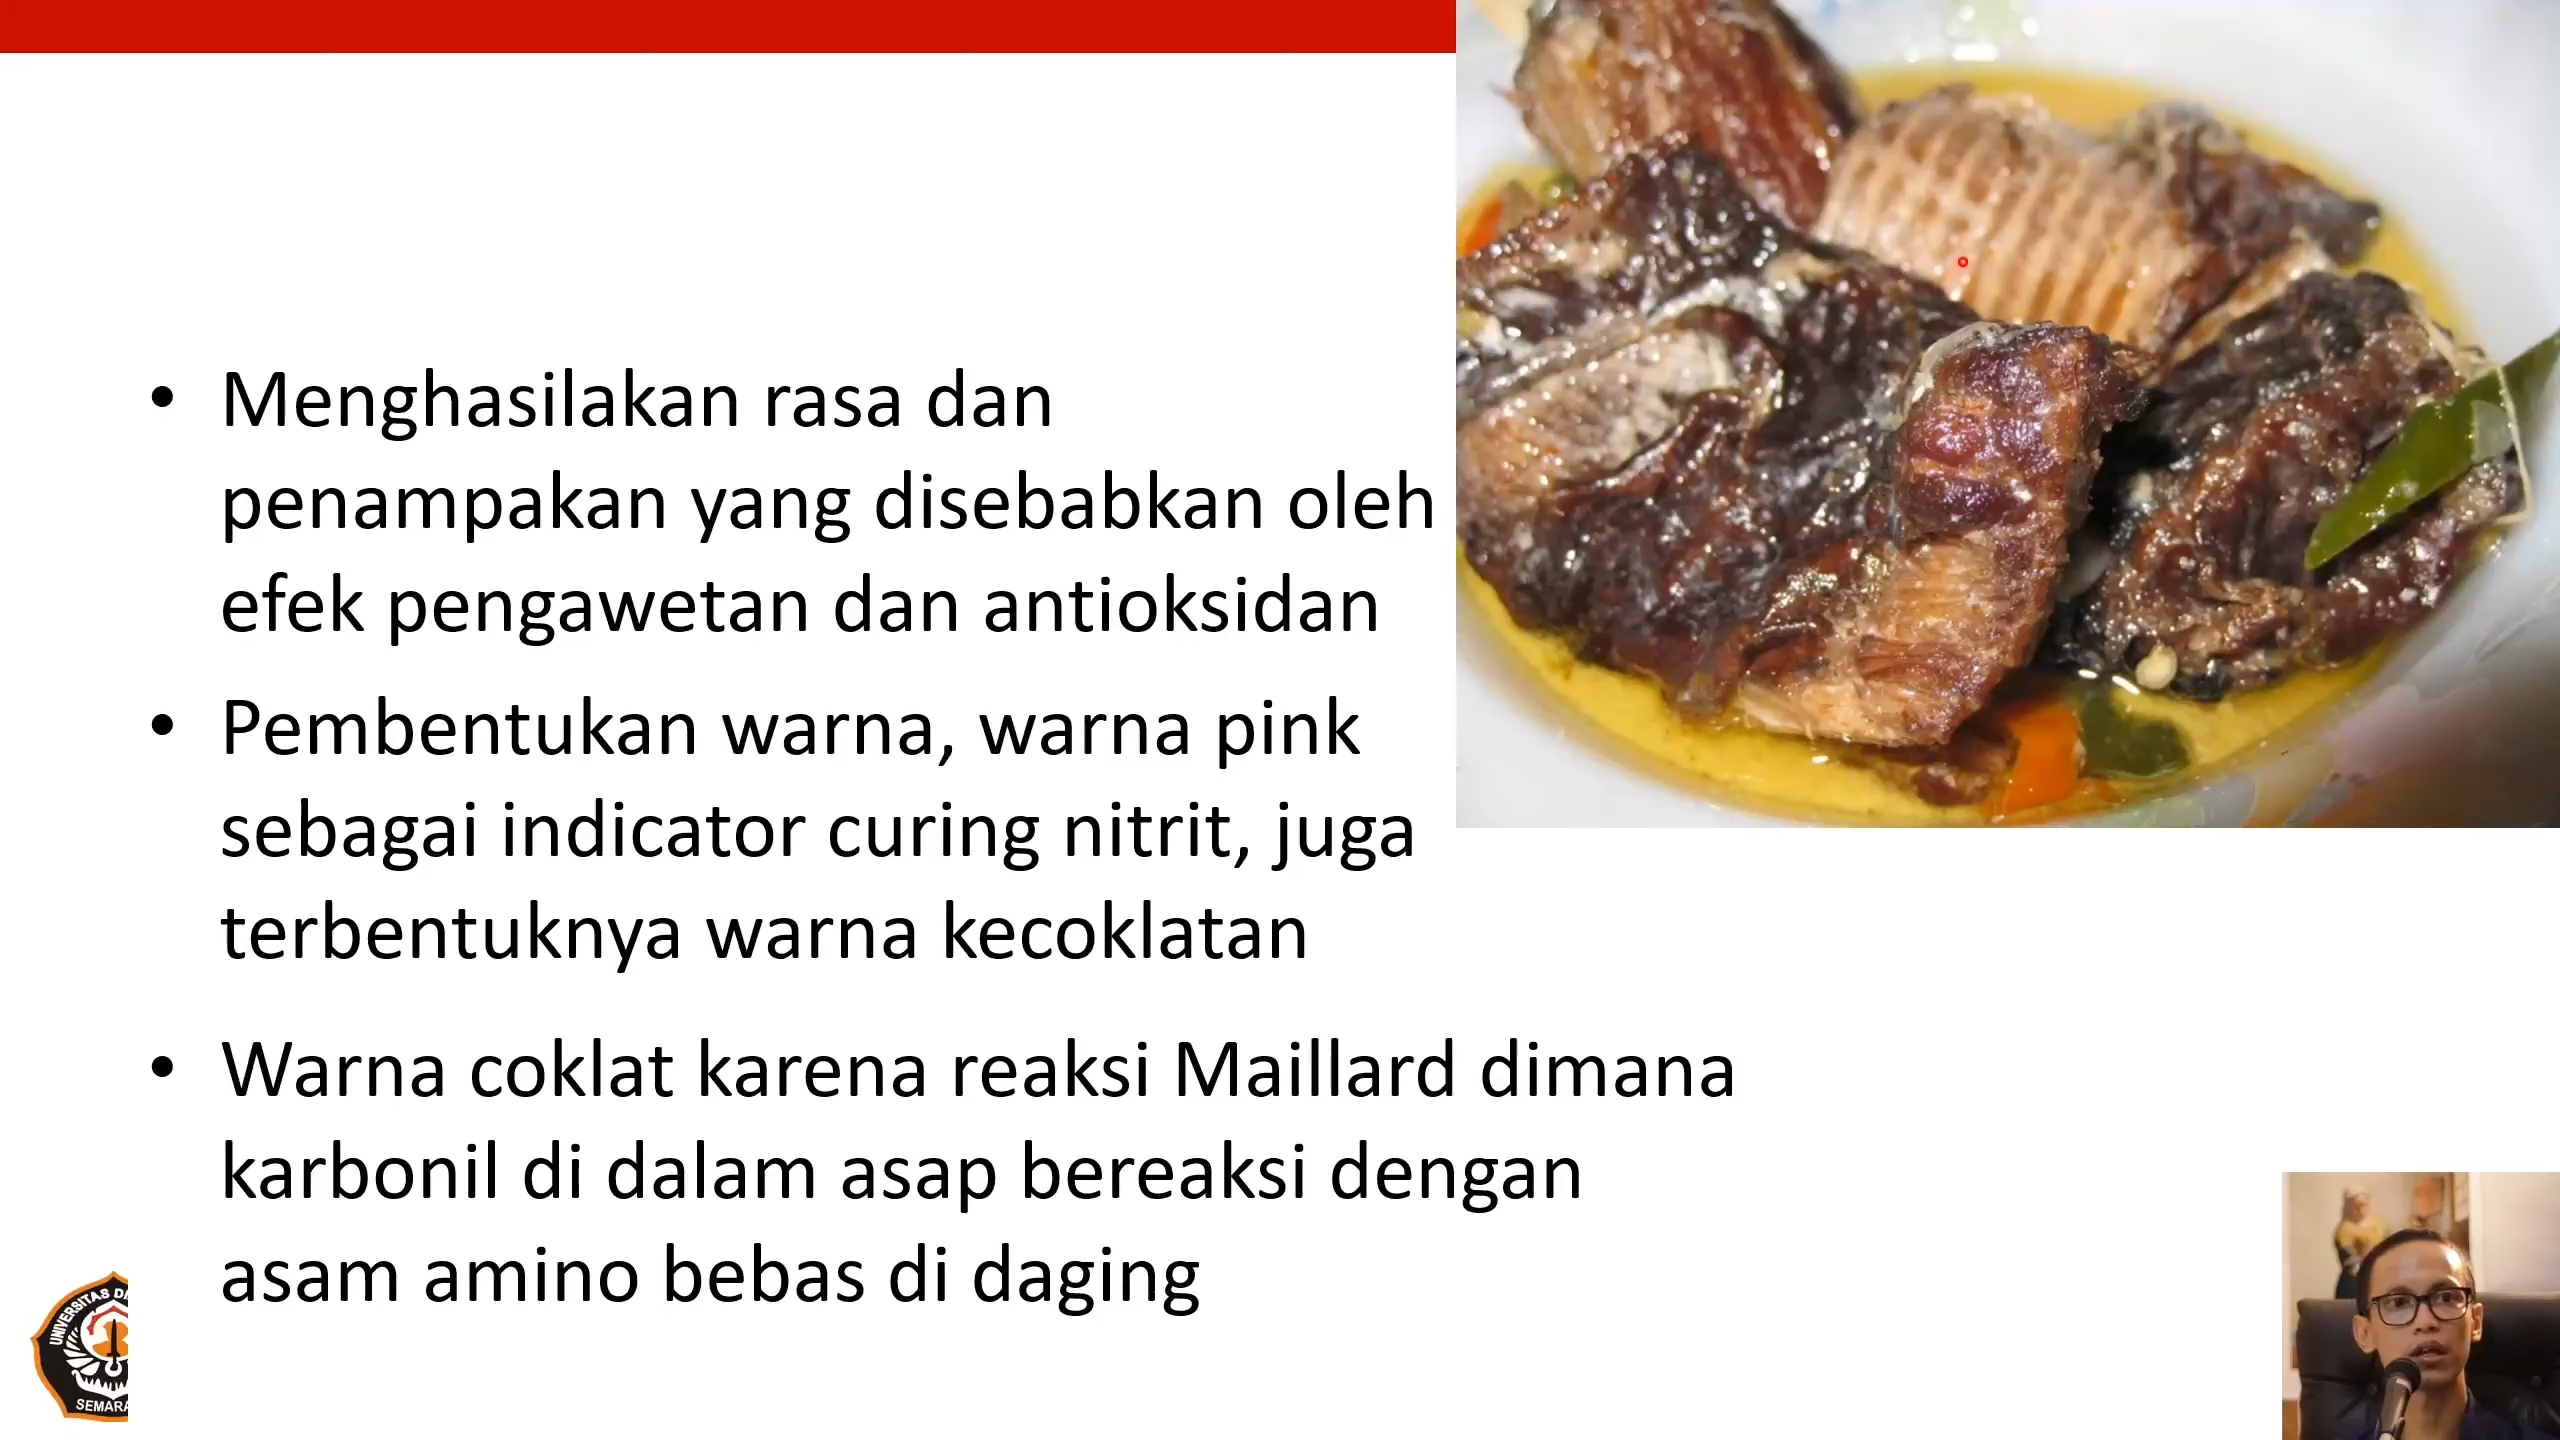 • Menghasilakan rasa dan
penampakan yang disebabkan oleh
efek pengawetan dan antioksidan
• Pembentukan warna, warna pink
sebagai indicator curing nitrit, juga
terbentuknya warna kecoklatan
• Warna coklat karena reaksi Maillard dimana
karbonil di dalam asap bereaksi dengan
asam amino bebas di daging
UNIVERSITAS